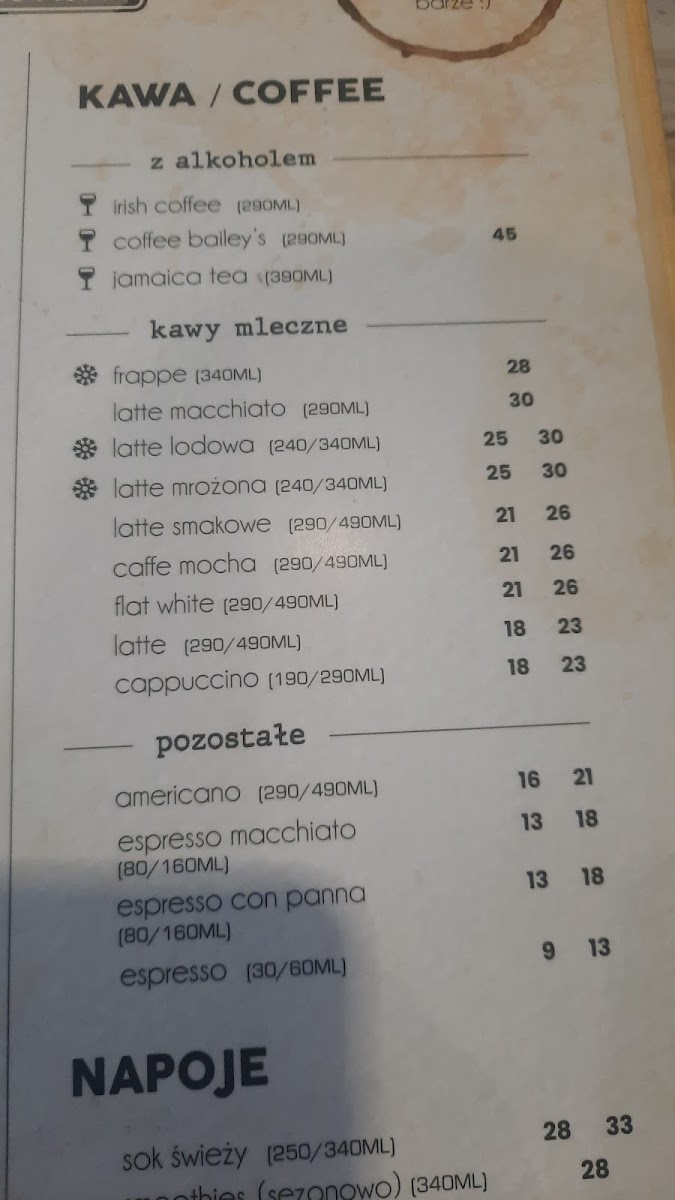 barze :)
KAWA / COFFEE
z alkoholem
irish coffee (290ML)
coffee bailey's (290ML) 45
jamaica tea (390ML)
kawy mleczne
frappe (340ML) 28
latte macchiato (290ML) 30
latte lodowa (240/340ML) 25 30
latte mrożona (240/340ML) 25 30
latte smakowe (290/490ML) 21 26
caffe mocha (290/490ML) 21 26
flat white (290/490ML) 21 26
latte (290/490ML) 18 23
cappuccino (190/290ML) 18 23
pozostałe
americano (290/490ML) 16 21
espresso macchiato 13 18
(80/160ML)
espresso con panna 13 18
(80/160ML)
espresso (30/60ML) 9 13
NAPOJE
sok świeży (250/340ML) 28 33
smoothies (sezonowo) (340ML) 28